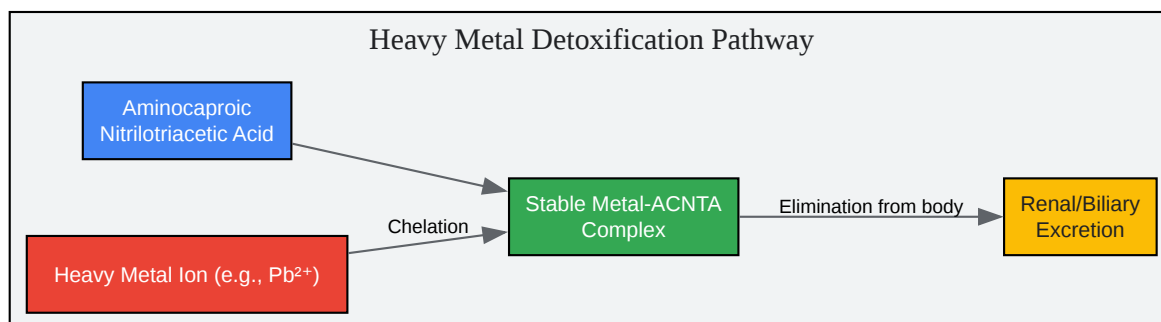 Heavy Metal Detoxification Pathway
Aminocaproic
Nitrilotriacetic Acid
Heavy Metal Ion (e.g., Pb²⁺)
Chelation
Stable Metal-ACNTA
Complex
Elimination from body
Renal/Biliary
Excretion